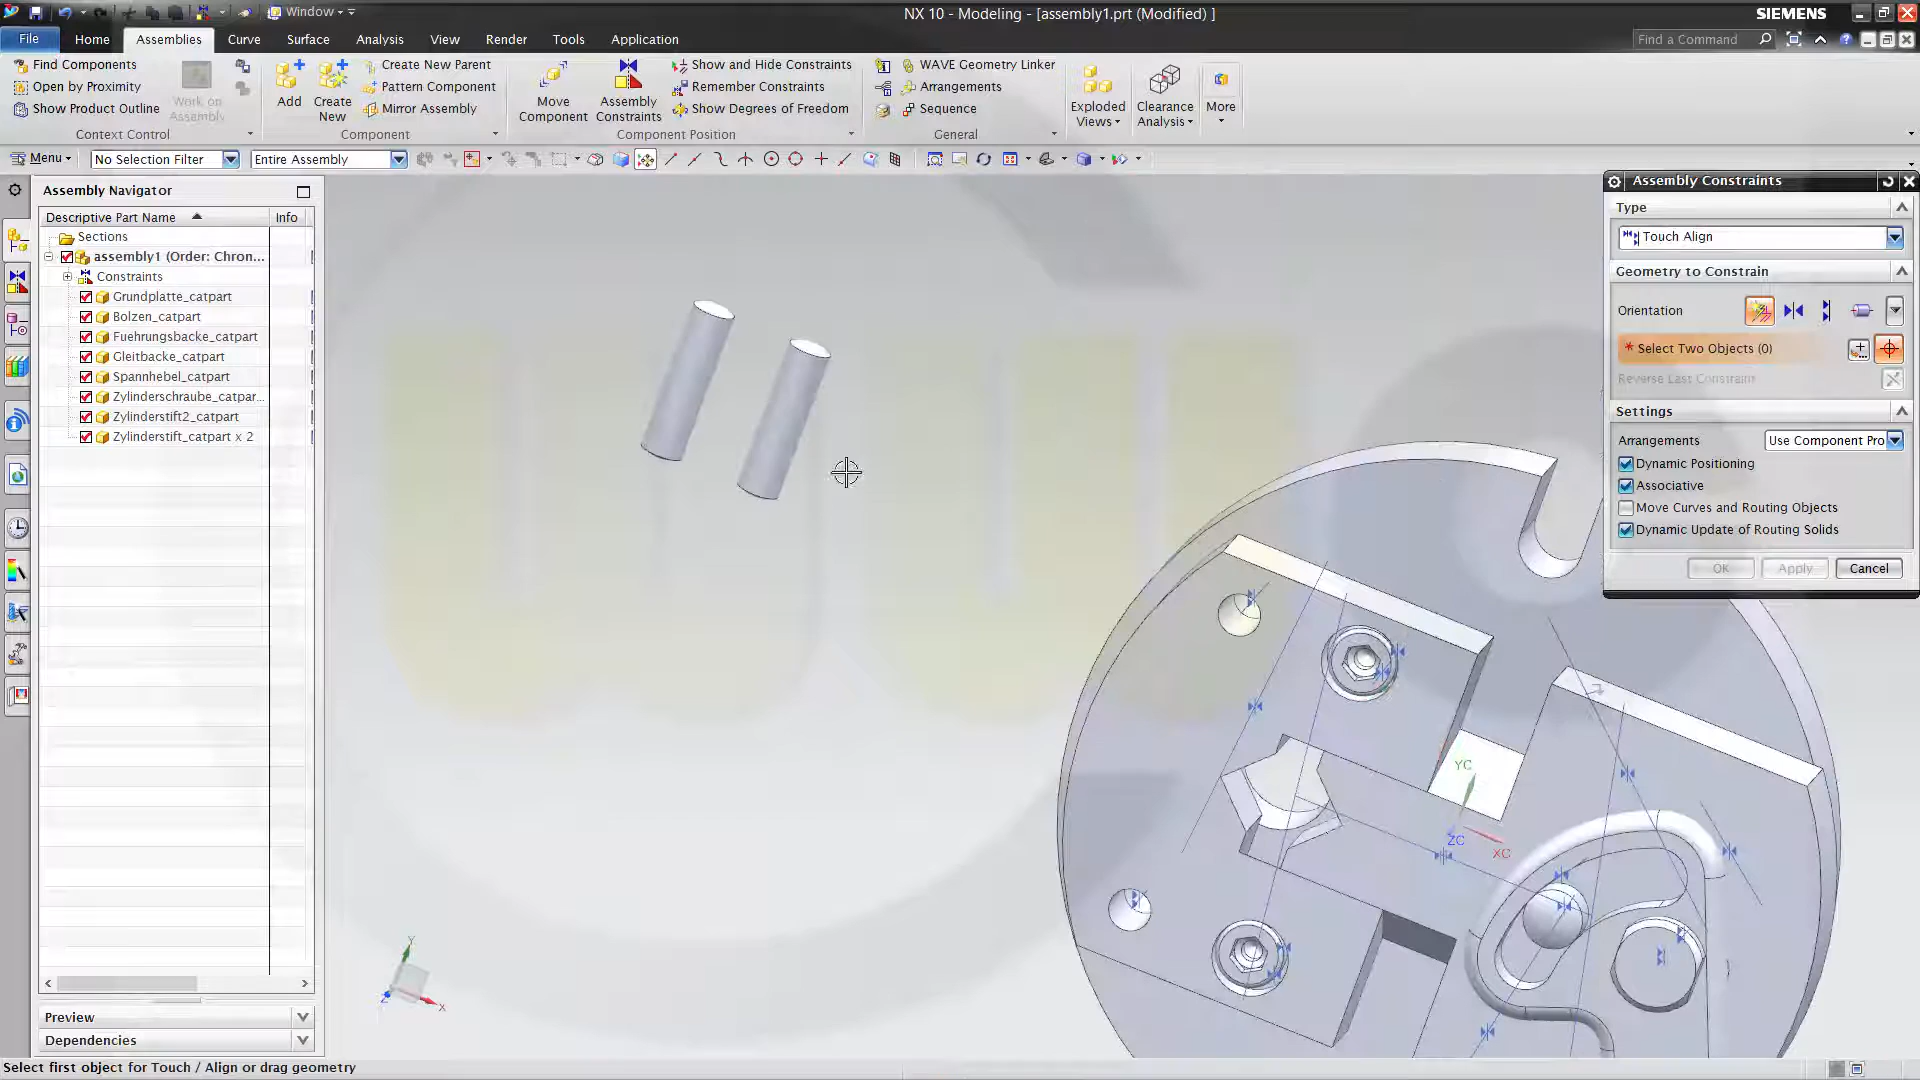 Window
NX 10 - Modeling - [assembly1.prt (Modified) ]
SIEMENS
File
Home
Assemblies
Curve
Surface
Analysis
View
Render
Tools
Application
Find a Command
Find Components
Open by Proximity
Show Product Outline
Work on
Assembly
Context Control
Add
Create
New
Create New Parent
Pattern Component
Mirror Assembly
Component
Move
Component
Assembly
Constraints
Show and Hide Constraints
Remember Constraints
Show Degrees of Freedom
Component Position
WAVE Geometry Linker
Arrangements
Sequence
General
Exploded
Views
Clearance
Analysis
More
Menu
No Selection Filter
Entire Assembly
Assembly Navigator
Descriptive Part Name
Info
Sections
assembly1 (Order: Chron...
Constraints
Grundplatte_catpart
Bolzen_catpart
Fuehrungsbacke_catpart
Gleitbacke_catpart
Spannhebel_catpart
Zylinderschraube_catpar...
Zylinderstift2_catpart
Zylinderstift_catpart x 2
Preview
Dependencies
Assembly Constraints
Type
Touch Align
Geometry to Constrain
Orientation
* Select Two Objects (0)
Reverse Last Constraint
Settings
Arrangements
Use Component Pro
Dynamic Positioning
Associative
Move Curves and Routing Objects
Dynamic Update of Routing Solids
OK
Apply
Cancel
YC
ZC
XC
Y
Z
X
Select first object for Touch / Align or drag geometry